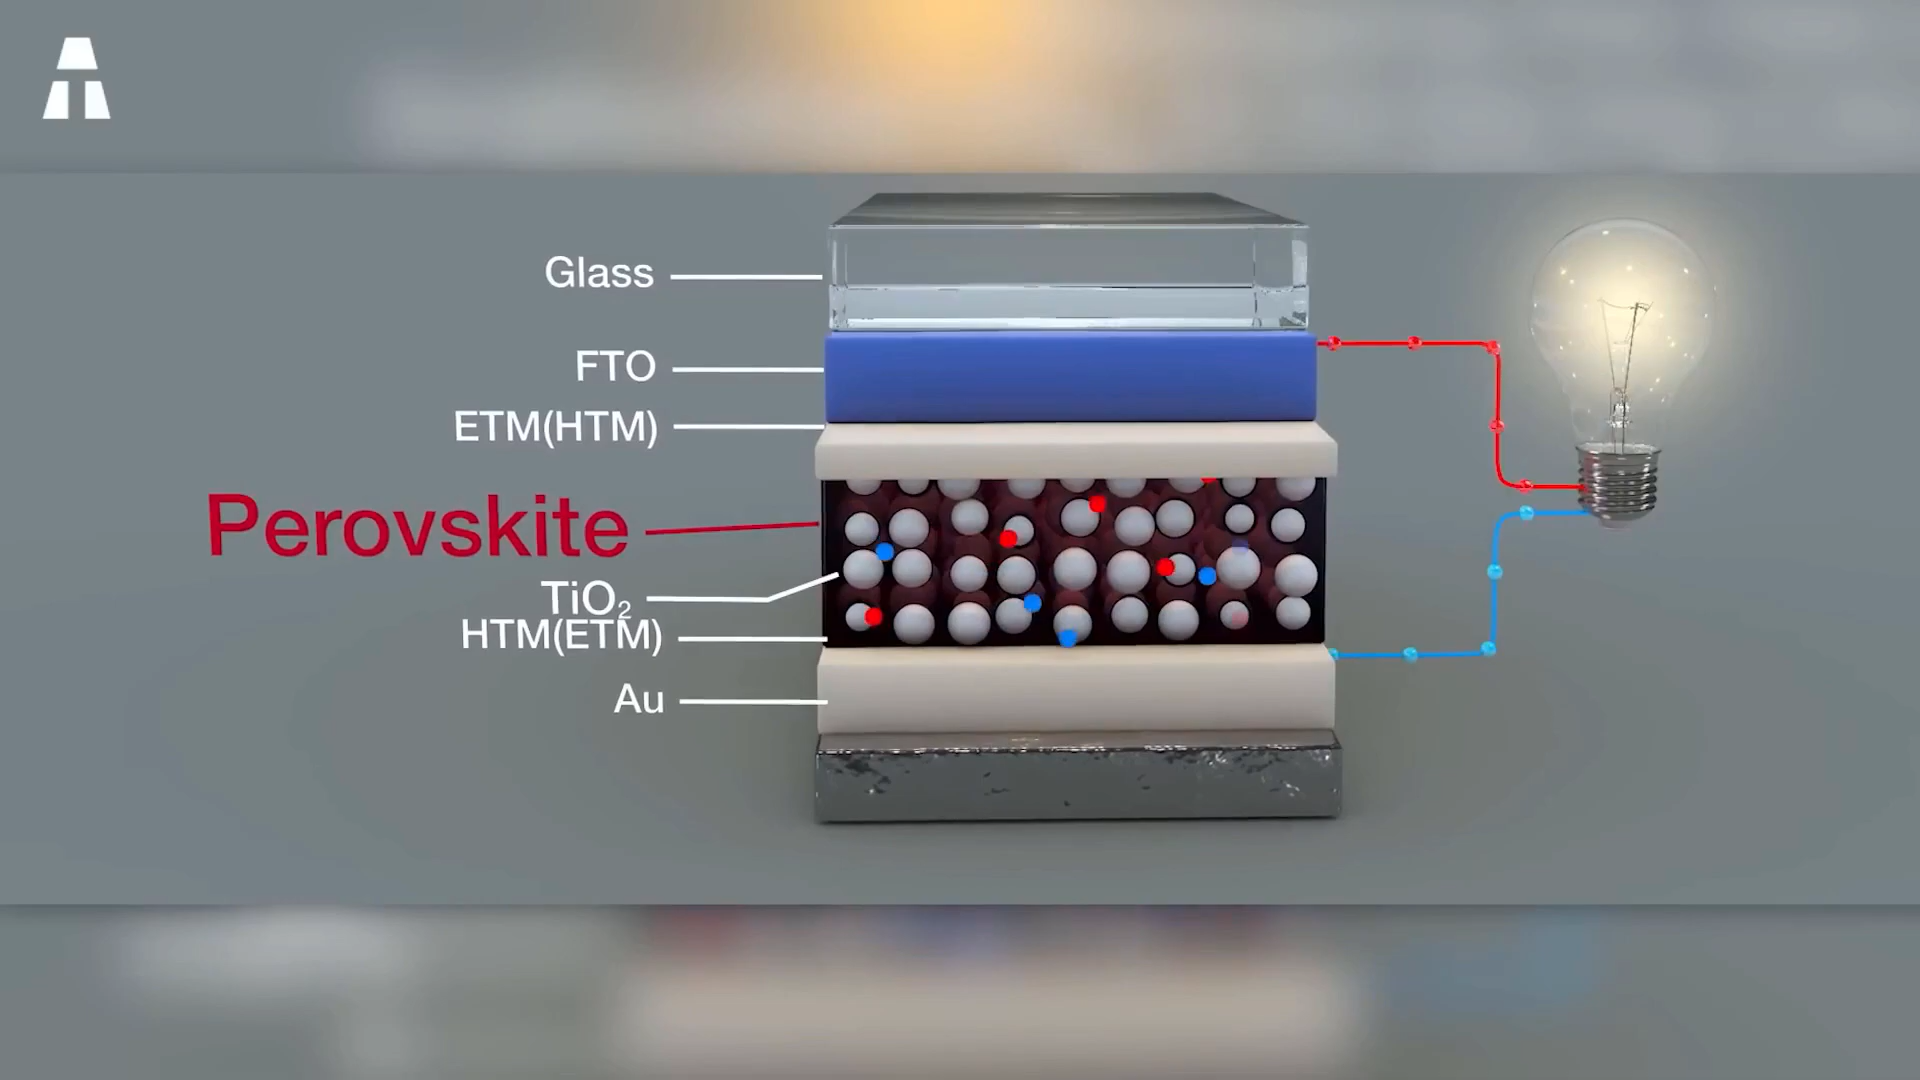 Glass
FTO
ETM(HTM)
Perovskite
TiO₂
HTM(ETM)
Au